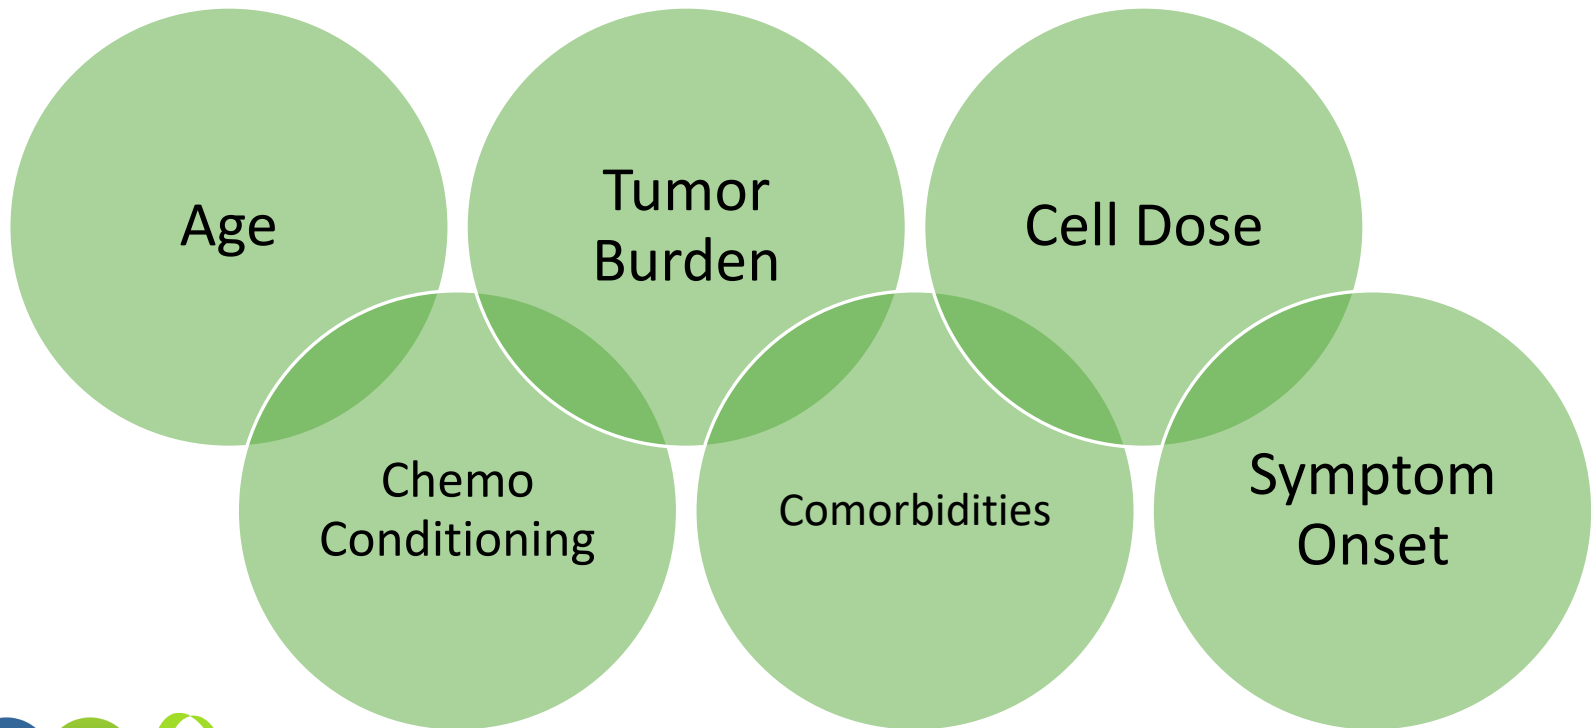 Age
Tumor
Burden
Cell Dose
Chemo
Conditioning
Comorbidities
Symptom
Onset